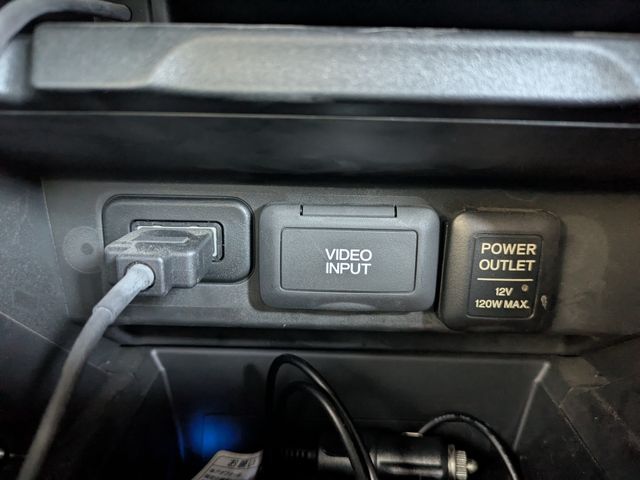 VIDEO
INPUT
POWER
OUTLET
12V
120W MAX.